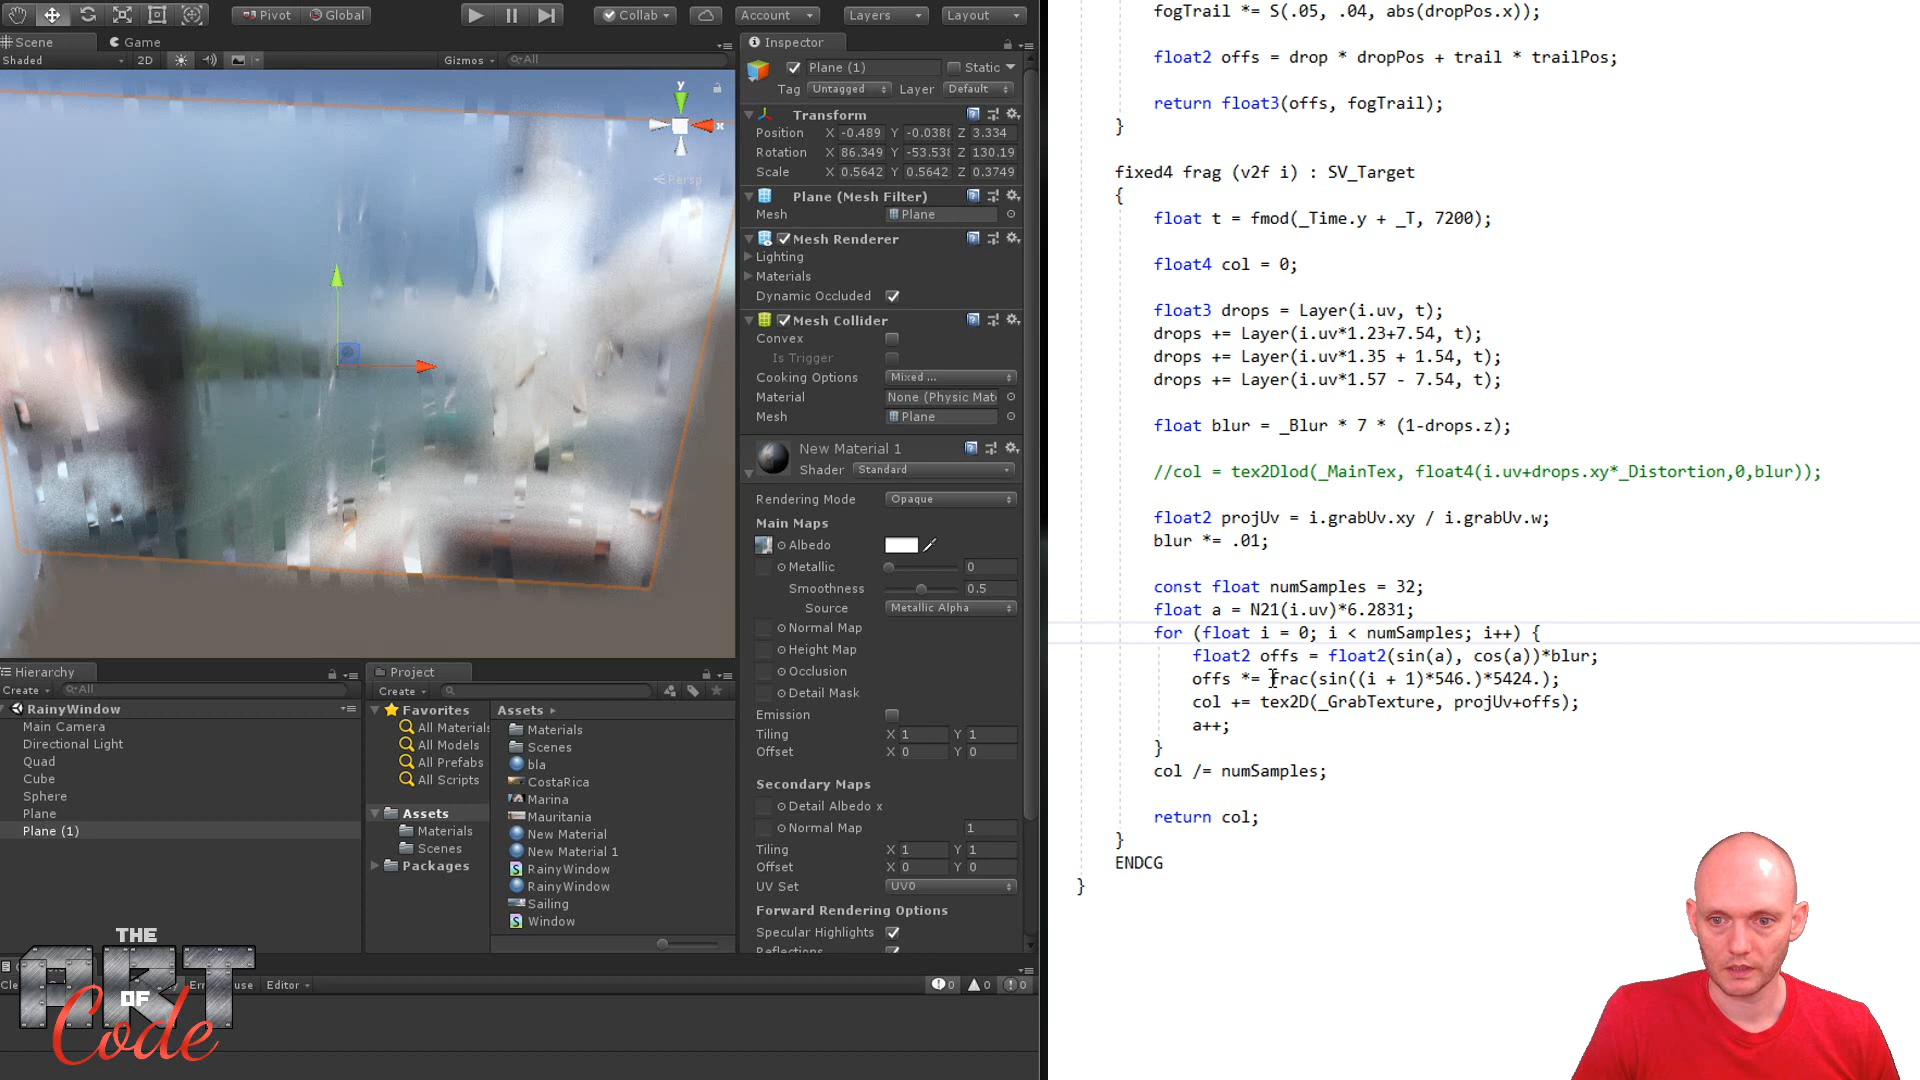 Pivot
Global
Collab
Account
Layers
Layout
Scene
Game
Shaded
2D
Gizmos
All
y
x
Persp
Inspector
Plane (1)
Static
Tag
Untagged
Layer
Default
Transform
Position X -0.489 Y -0.038 Z 3.334
Rotation X 86.349 Y -53.538 Z 130.19
Scale X 0.5642 Y 0.5642 Z 0.3749
Plane (Mesh Filter)
Mesh Plane
Mesh Renderer
Lighting
Materials
Dynamic Occluded
Mesh Collider
Convex
Is Trigger
Cooking Options Mixed ...
Material None (Physic Mat
Mesh Plane
New Material 1
Shader Standard
Rendering Mode Opaque
Main Maps
Albedo
Metallic 0
Smoothness 0.5
Source Metallic Alpha
Normal Map
Height Map
Occlusion
Detail Mask
Emission
Tiling X 1 Y 1
Offset X 0 Y 0
Secondary Maps
Detail Albedo x
Normal Map 1
Tiling X 1 Y 1
Offset X 0 Y 0
UV Set UV0
Forward Rendering Options
Specular Highlights
Hierarchy
Create All
RainyWindow
Main Camera
Directional Light
Quad
Cube
Sphere
Plane
Plane (1)
Project
Create
Favorites
All Materials
All Models
All Prefabs
All Scripts
Assets
Materials
Scenes
Packages
Assets
Materials
Scenes
bla
CostaRica
Marina
Mauritania
New Material
New Material 1
RainyWindow
RainyWindow
Sailing
Window
Editor
0 0 0
THE
ART
OF
Code
fogTrail *= S(.05, .04, abs(dropPos.x));
float2 offs = drop * dropPos + trail * trailPos;
return float3(offs, fogTrail);
}
fixed4 frag (v2f i) : SV_Target
{
float t = fmod(_Time.y + _T, 7200);
float4 col = 0;
float3 drops = Layer(i.uv, t);
drops += Layer(i.uv*1.23+7.54, t);
drops += Layer(i.uv*1.35 + 1.54, t);
drops += Layer(i.uv*1.57 - 7.54, t);
float blur = _Blur * 7 * (1-drops.z);
//col = tex2Dlod(_MainTex, float4(i.uv+drops.xy*_Distortion,0,blur));
float2 projUv = i.grabUv.xy / i.grabUv.w;
blur *= .01;
const float numSamples = 32;
float a = N21(i.uv)*6.2831;
for (float i = 0; i < numSamples; i++) {
float2 offs = float2(sin(a), cos(a))*blur;
offs *= frac(sin((i + 1)*546.)*5424.);
col += tex2D(_GrabTexture, projUv+offs);
a++;
}
col /= numSamples;
return col;
}
ENDCG
}